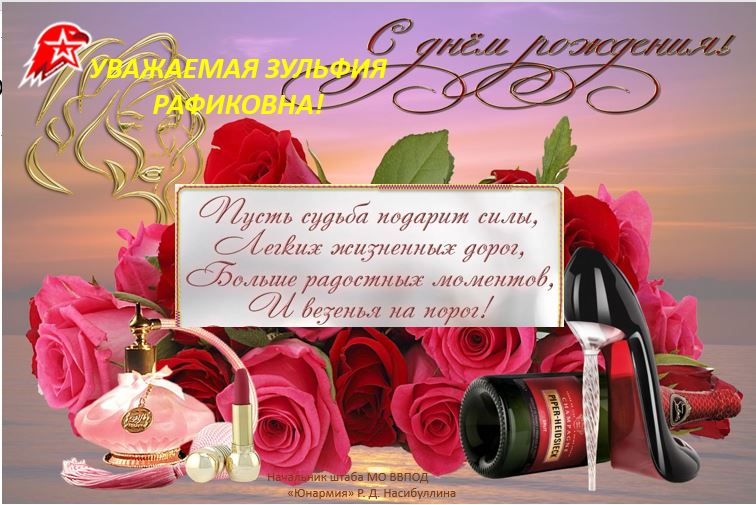 С днём рождения!
УВАЖАЕМАЯ ЗУЛЬФИЯ
РАФИКОВНА!
Пусть судьба подарит силы,
Легких жизненных дорог,
Больше радостных моментов,
И везенья на порог!
CHAMPAGNE
PIPER-HEIDSIECK
Начальник штаба МО ВВПОД
«Юнармия» Р. Д. Насибуллина